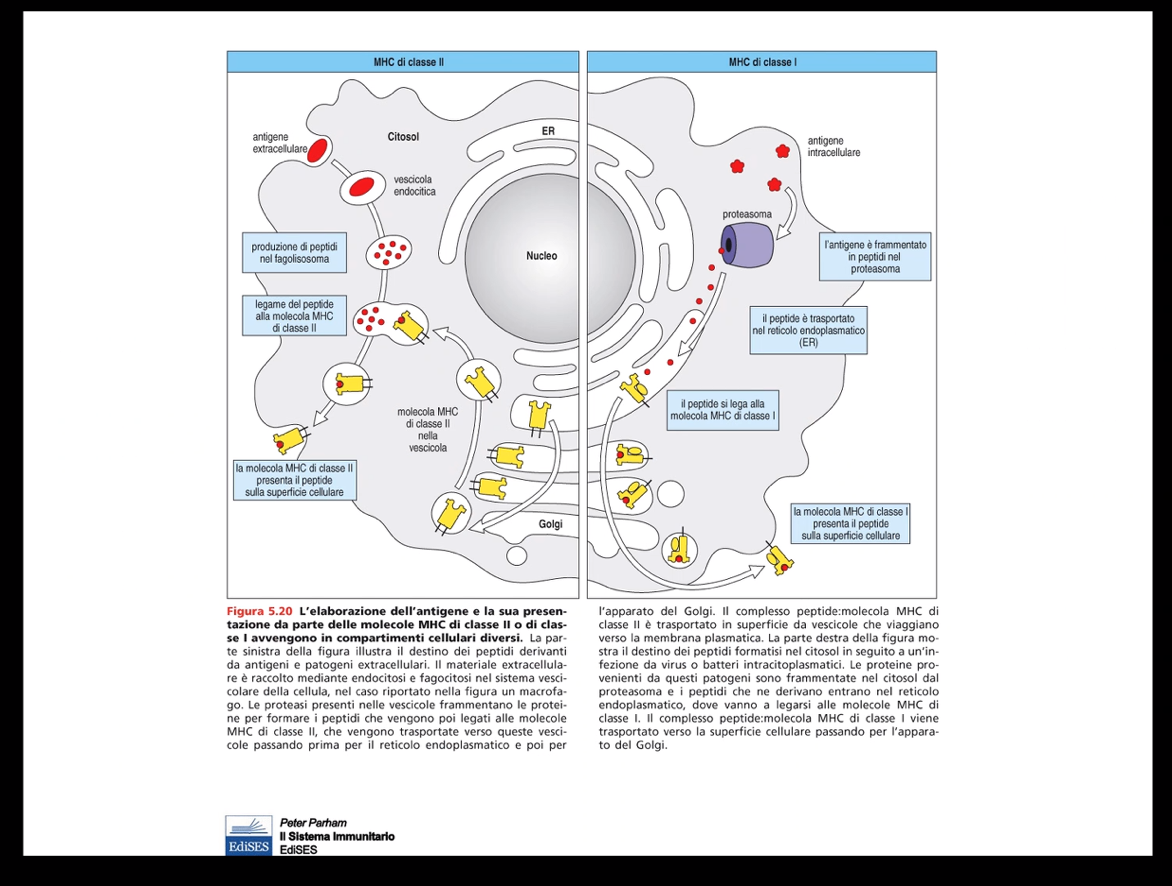 MHC di classe II
MHC di classe I
antigene
extracellulare
Citosol
ER
vescicola
endocitica
antigene
intracellulare
proteasoma
produzione di peptidi
nel fagolisosoma
Nucleo
l'antigene è frammentato
in peptidi nel
proteasoma
legame del peptide
alla molecola MHC
di classe II
il peptide è trasportato
nel reticolo endoplasmatico
(ER)
molecola MHC
di classe II
nella
vescicola
il peptide si lega alla
molecola MHC di classe I
la molecola MHC di classe II
presenta il peptide
sulla superficie cellulare
Golgi
la molecola MHC di classe I
presenta il peptide
sulla superficie cellulare
Figura 5.20 L'elaborazione dell'antigene e la sua presen-
tazione da parte delle molecole MHC di classe II o di clas-
se I avvengono in compartimenti cellulari diversi. La par-
te sinistra della figura illustra il destino dei peptidi derivanti
da antigeni e patogeni extracellulari. Il materiale extracellula-
re è raccolto mediante endocitosi e fagocitosi nel sistema vesci-
colare della cellula, nel caso riportato nella figura un macrofa-
go. Le proteasi presenti nelle vescicole frammentano le protei-
ne per formare i peptidi che vengono poi legati alle molecole
MHC di classe II, che vengono trasportate verso queste vesci-
cole passando prima per il reticolo endoplasmatico e poi per
l'apparato del Golgi. Il complesso peptide:molecola MHC di
classe II è trasportato in superficie da vescicole che viaggiano
verso la membrana plasmatica. La parte destra della figura mo-
stra il destino dei peptidi formatisi nel citosol in seguito a un'in-
fezione da virus o batteri intracitoplasmatici. Le proteine pro-
venienti da questi patogeni sono frammentate nel citosol dal
proteasoma e i peptidi che ne derivano entrano nel reticolo
endoplasmatico, dove vanno a legarsi alle molecole MHC di
classe I. Il complesso peptide:molecola MHC di classe I viene
trasportato verso la superficie cellulare passando per l'appara-
to del Golgi.
Peter Parham
Il Sistema Immunitario
EdiSES
EdiSES